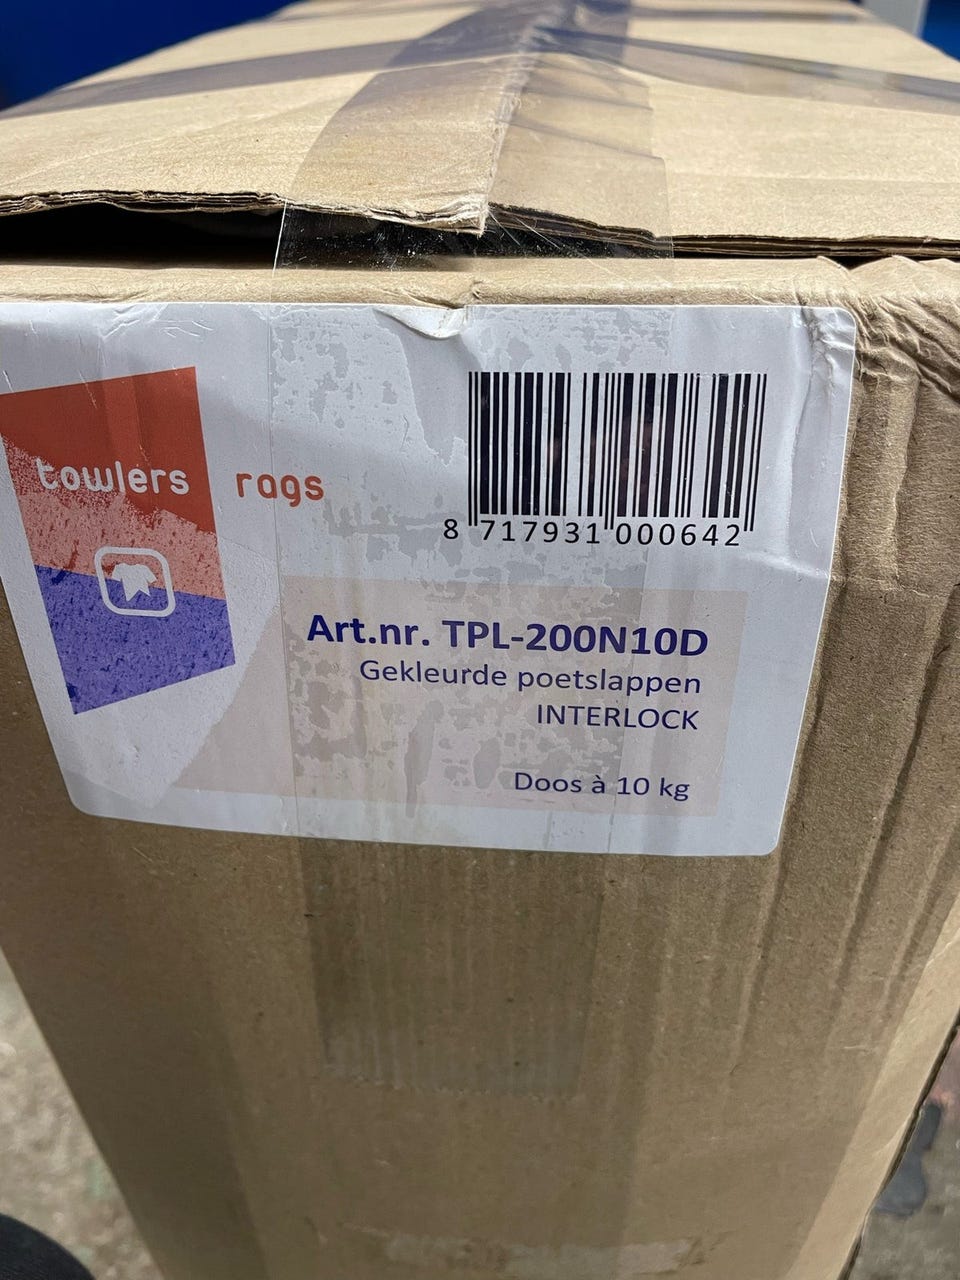 towlers rags
8 717931 000642
Art.nr. TPL-200N10D
Gekleurde poetslappen
INTERLOCK
Doos à 10 kg